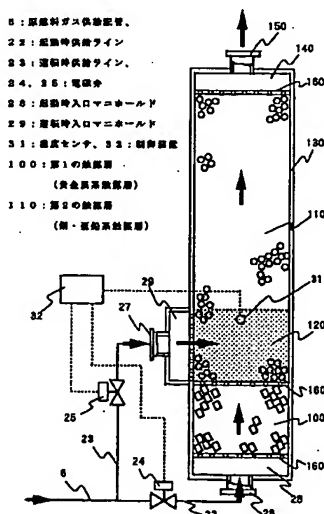 6:原燃料ガス供給配管、
22:起動時供給ライン
23:運転時供給ライン、
24、25:電磁弁
28:起動時入口マニホールド
29:運転時入口マニホールド
31:温度センサ、32:制御装置
100:第1の触媒層
(貴金属系触媒層)
110:第2の触媒層
(銅・亜鉛系触媒層)
150
140
160
130
110
29
31
32
27
120
160
25
100
23
24
160
6
22
26
28